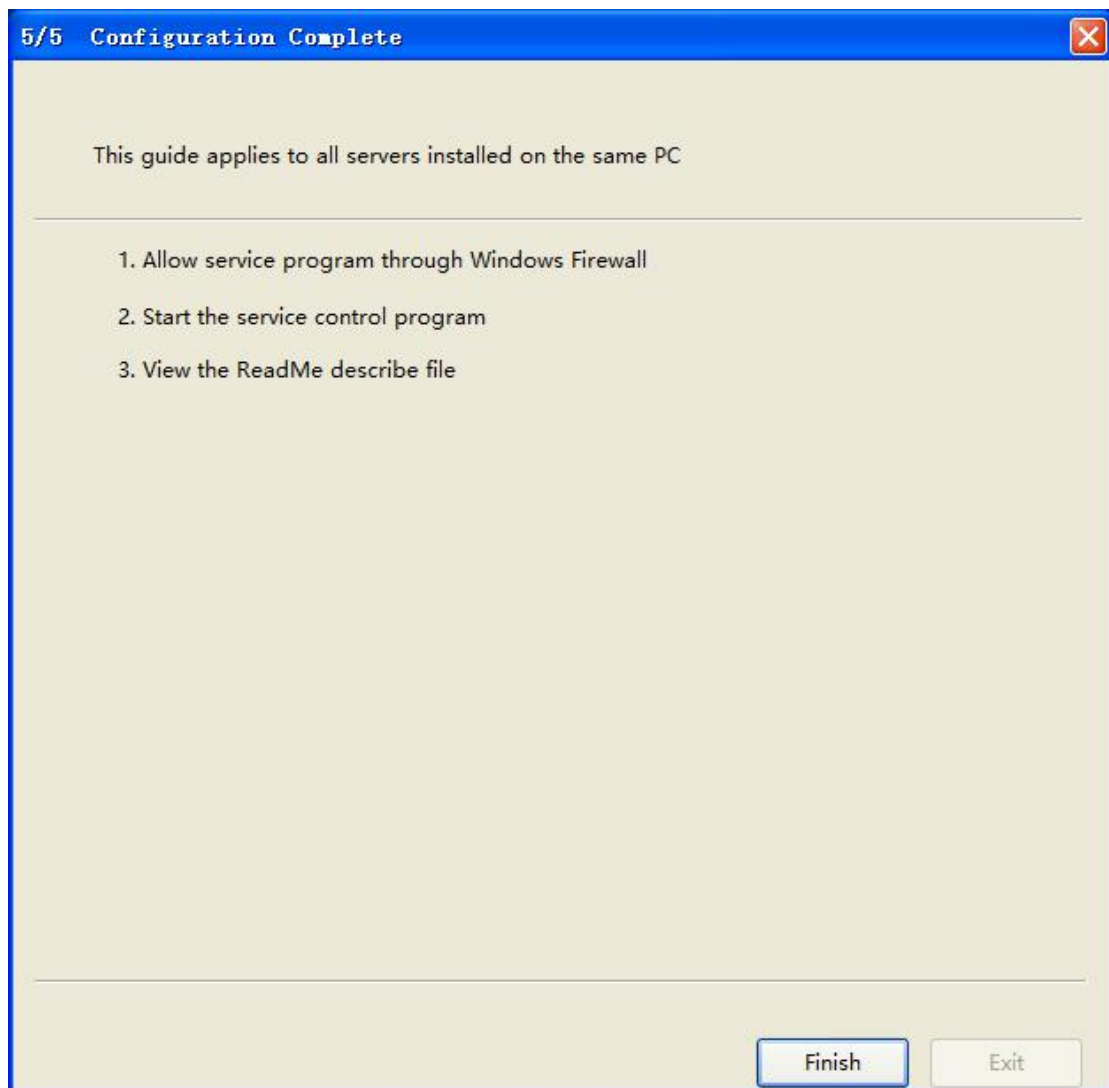 5/5 Configuration Complete
This guide applies to all servers installed on the same PC
1. Allow service program through Windows Firewall
2. Start the service control program
3. View the ReadMe describe file
Finish Exit